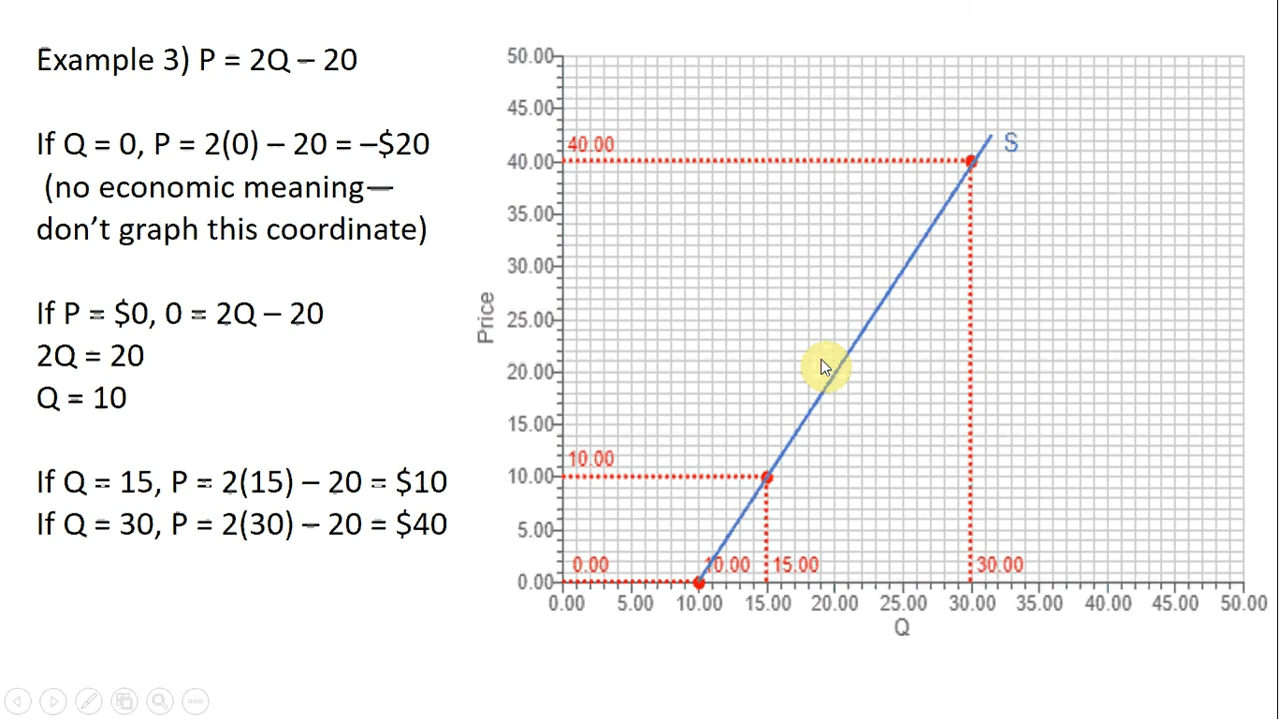 Example 3) P = 2Q – 20
If Q = 0, P = 2(0) – 20 = –$20
(no economic meaning—
don’t graph this coordinate)
If P = $0, 0 = 2Q – 20
2Q = 20
Q = 10
If Q = 15, P = 2(15) – 20 = $10
If Q = 30, P = 2(30) – 20 = $40
50.00
45.00
40.00
35.00
30.00
25.00
20.00
15.00
10.00
5.00
0.00
Price
40.00
S
10.00
0.00
10.00
15.00
30.00
0.00 5.00 10.00 15.00 20.00 25.00 30.00 35.00 40.00 45.00 50.00
Q